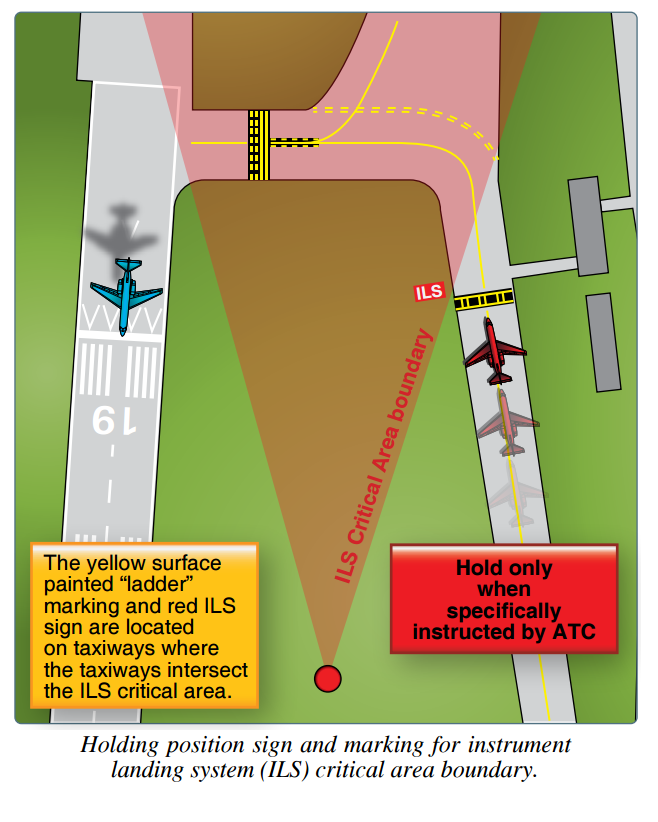 ILS
ILS Critical Area boundary
19
The yellow surface
painted “ladder”
marking and red ILS
sign are located
on taxiways where
the taxiways intersect
the ILS critical area.
Hold only
when
specifically
instructed by ATC
Holding position sign and marking for instrument
landing system (ILS) critical area boundary.